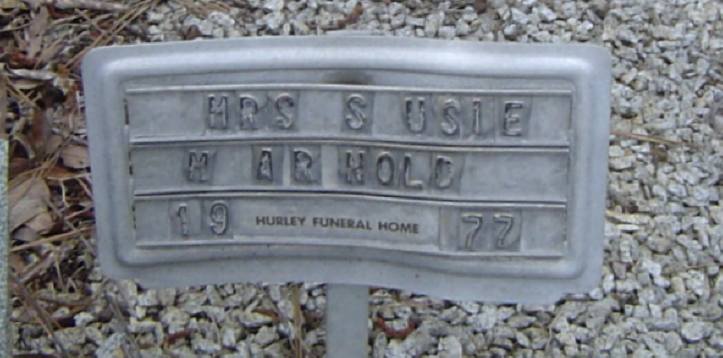 MRS SUSIE
M ARNOLD
19 HURLEY FUNERAL HOME 77